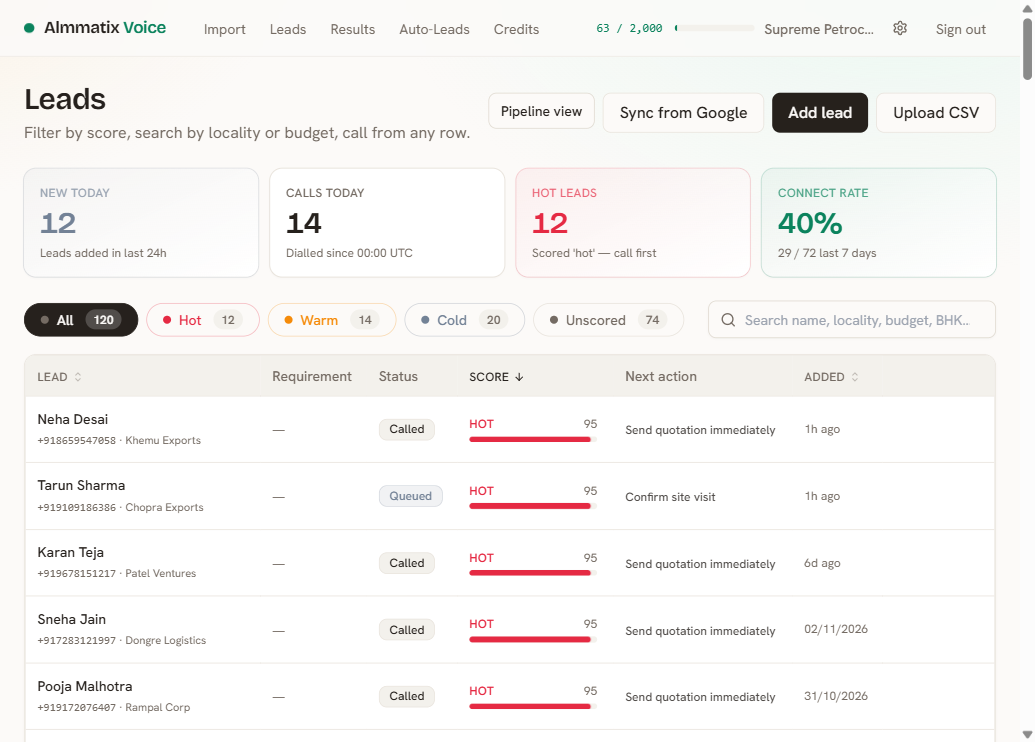 Almmatix Voice Import Leads Results Auto-Leads Credits 63 / 2,000 Supreme Petroc... Sign out
Leads
Filter by score, search by locality or budget, call from any row.
Pipeline view Sync from Google Add lead Upload CSV
NEW TODAY CALLS TODAY HOT LEADS CONNECT RATE
12 14 12 40%
Leads added in last 24h Dialled since 00:00 UTC Scored 'hot' — call first 29 / 72 last 7 days
All 120 Hot 12 Warm 14 Cold 20 Unscored 74 Search name, locality, budget, BHK..
LEAD Requirement Status SCORE ↓ Next action ADDED
Neha Desai
+918659547058 · Khemu Exports — Called HOT 95 Send quotation immediately 1h ago
Tarun Sharma
+919109186386 · Chopra Exports — Queued HOT 95 Confirm site visit 1h ago
Karan Teja
+919678151217 · Patel Ventures — Called HOT 95 Send quotation immediately 6d ago
Sneha Jain
+917283121997 · Dongre Logistics — Called HOT 95 Send quotation immediately 02/11/2026
Pooja Malhotra
+919172076407 · Rampal Corp — Called HOT 95 Send quotation immediately 31/10/2026